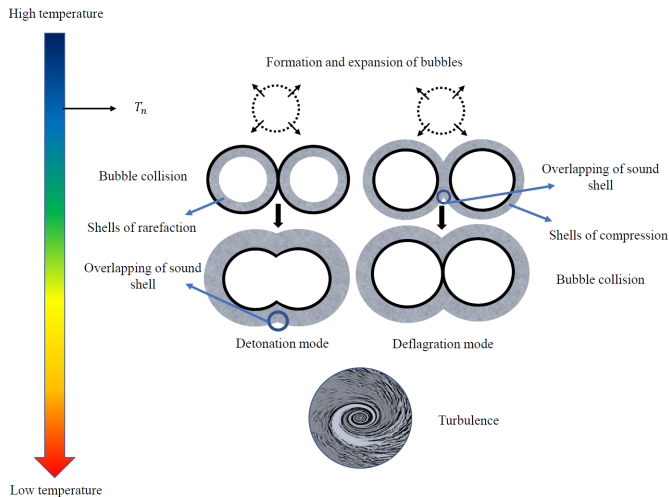 High temperature
Formation and expansion of bubbles
Tₙ
Bubble collision
Shells of rarefaction
Overlapping of sound
shell
Overlapping of sound
shell
Shells of compression
Bubble collision
Detonation mode
Deflagration mode
Turbulence
Low temperature